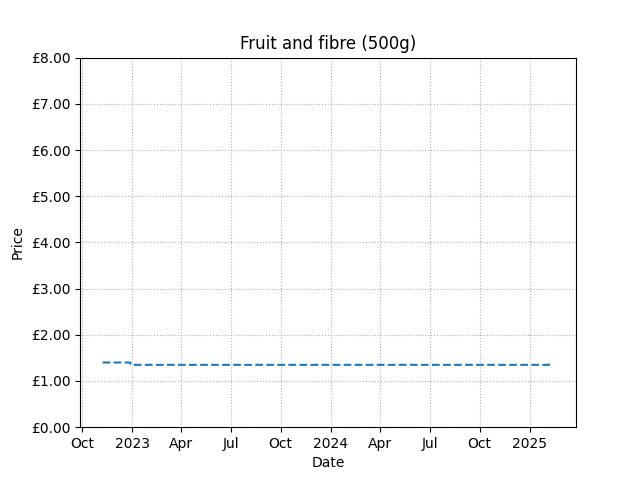 Fruit and fibre (500g)
£8.00
£7.00
£6.00
£5.00
£4.00
£3.00
£2.00
£1.00
£0.00
Price
Oct 2023 Apr Jul Oct 2024 Apr Jul Oct 2025
Date